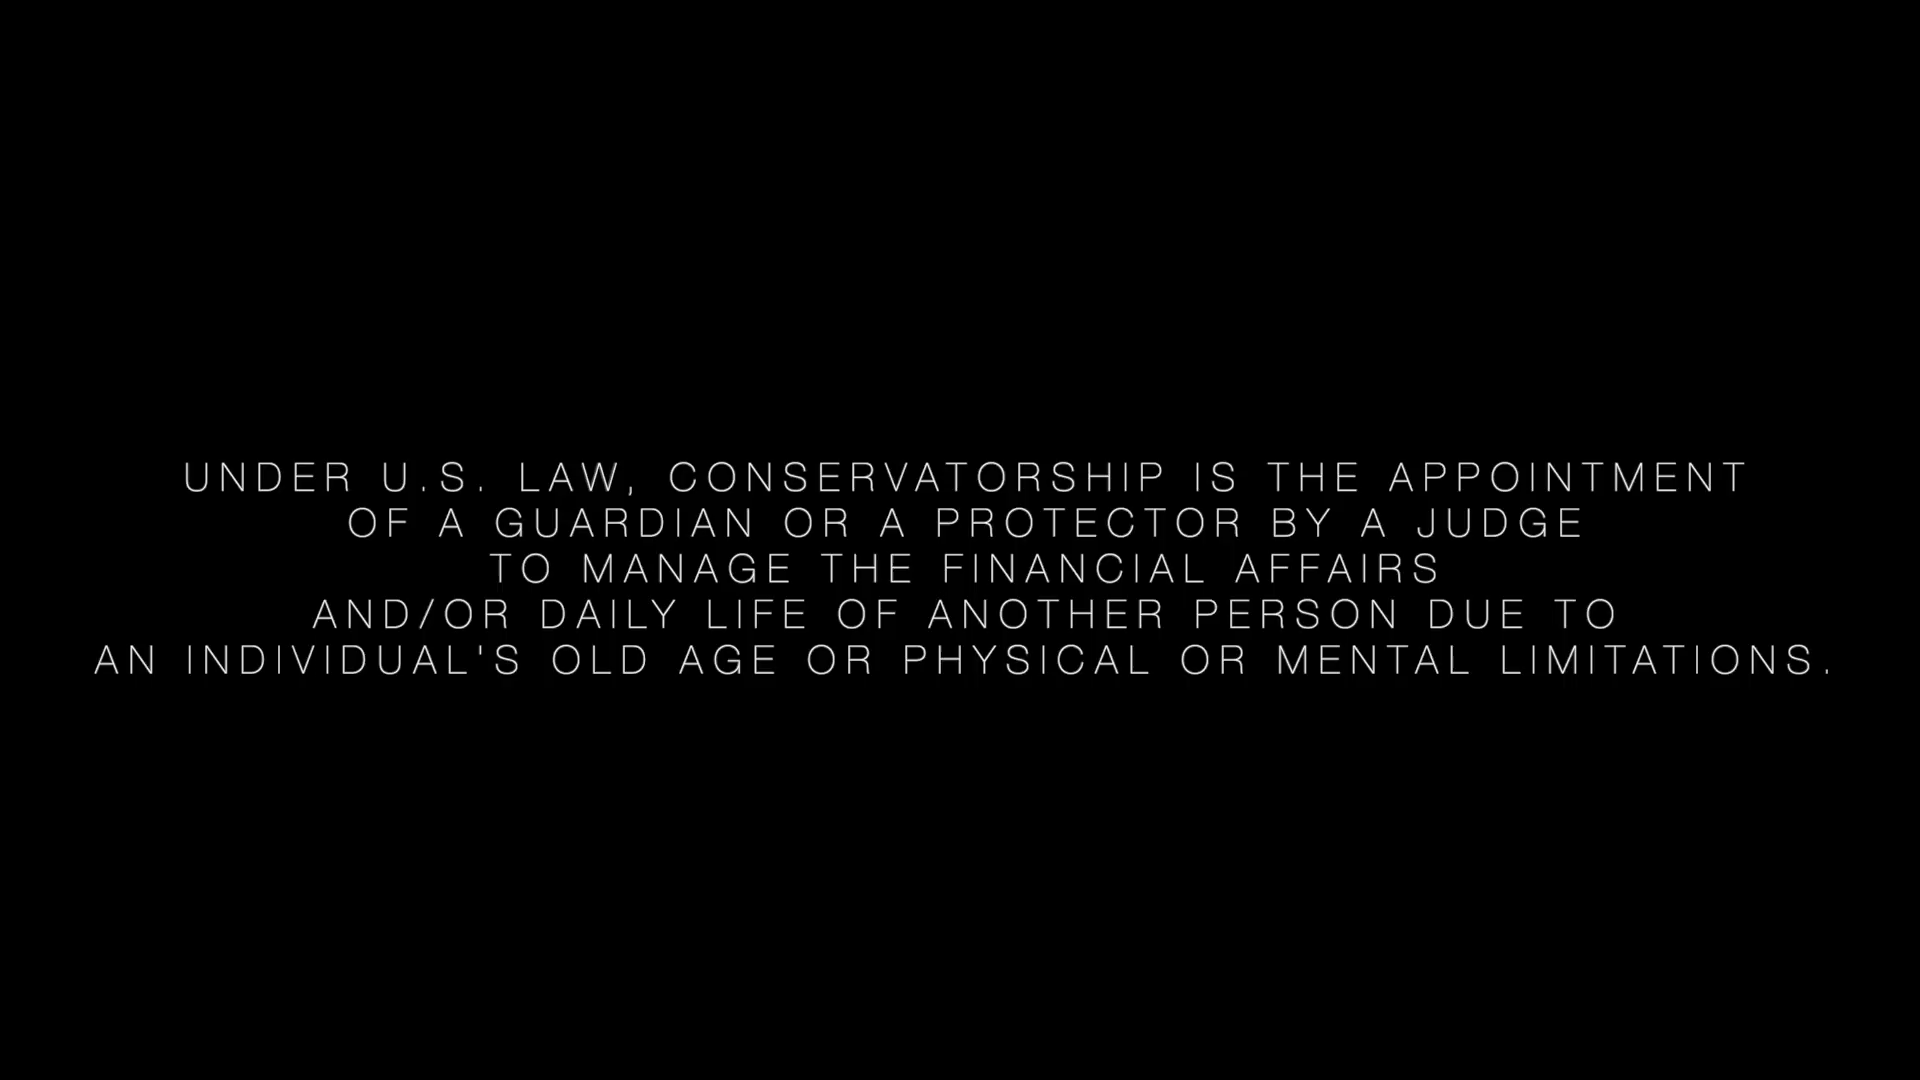 UNDER U.S. LAW, CONSERVATORSHIP IS THE APPOINTMENT
OF A GUARDIAN OR A PROTECTOR BY A JUDGE
TO MANAGE THE FINANCIAL AFFAIRS
AND/OR DAILY LIFE OF ANOTHER PERSON DUE TO
AN INDIVIDUAL'S OLD AGE OR PHYSICAL OR MENTAL LIMITATIONS.